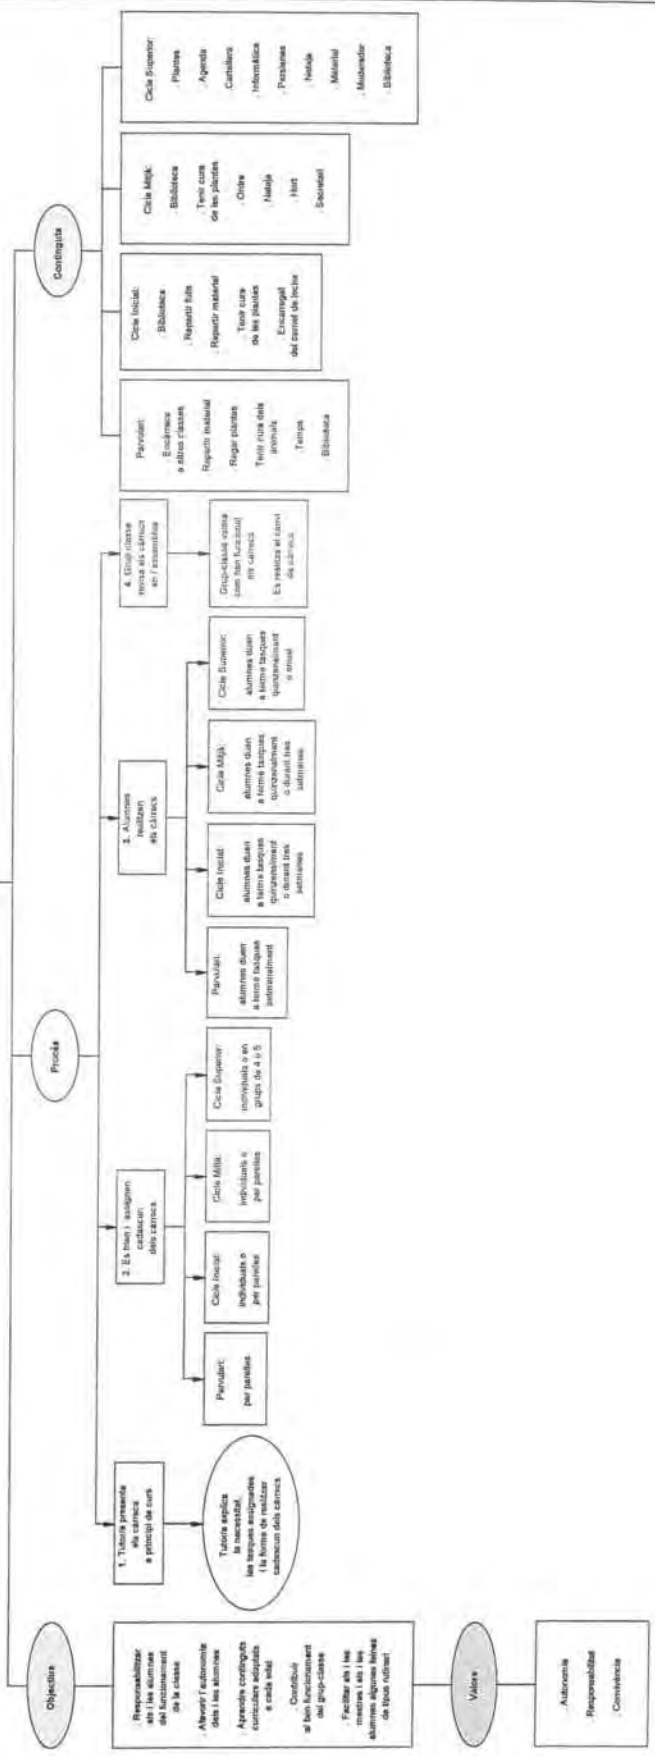 Objectius
. Responsabilitzar
als i les alumnes
del funcionament
de la classe
. Afavorir l'autonomia
dels i les alumnes
. Aprendre continguts
curriculars adaptats
a cada edat
. Contribuir
al bon funcionament
del grup-classe
. Facilitar als i les
mestres i als i les
alumnes algunes feines
de tipus rutinari
Valors
. Autonomia
. Responsabilitat
. Convivència
Procés
1. Tutor/a presenta
els càrrecs
a principi de curs
Tutor/a explica
la necessitat,
les tasques assignades
i la forma de realitzar
cadascun dels càrrecs
2. Es trien i assignen
cadascun
dels càrrecs
Parvulari:
per parelles
Cicle Inicial:
individuals o
per parelles
Cicle Mitjà:
individuals o
per parelles
Cicle Superior:
individuals o en
grups de 4 o 5
3. Alumnes
realitzen
els càrrecs
Parvulari:
alumnes duen
a terme tasques
setmanalment
Cicle Inicial:
alumnes duen
a terme tasques
quinzenalment
o durant tres
setmanes
Cicle Mitjà:
alumnes duen
a terme tasques
quinzenalment
o durant tres
setmanes
Cicle Superior:
alumnes duen
a terme tasques
quinzenalment
o anual
4. Grup classe
revisa els càrrecs
en l'assemblea
Grup-classe valora
com han funcionat
els càrrecs
Es realitza el canvi
de càrrecs
Continguts
Parvulari:
. Encàrrecs
a altres classes
. Repartir material
. Regar plantes
. Tenir cura dels
animals
. Temps
. Biblioteca
Cicle Inicial:
. Biblioteca
. Repartir fulls
. Repartir material
. Tenir cura
de les plantes
. Encarregat
del carnet de lectura
Cicle Mitjà:
. Biblioteca
. Tenir cura
de les plantes
. Ordre
. Neteja
. Hort
. Secretari
Cicle Superior:
. Plantes
. Agenda
. Cartellera
. Informàtica
. Persianes
. Neteja
. Material
. Moderador
. Biblioteca